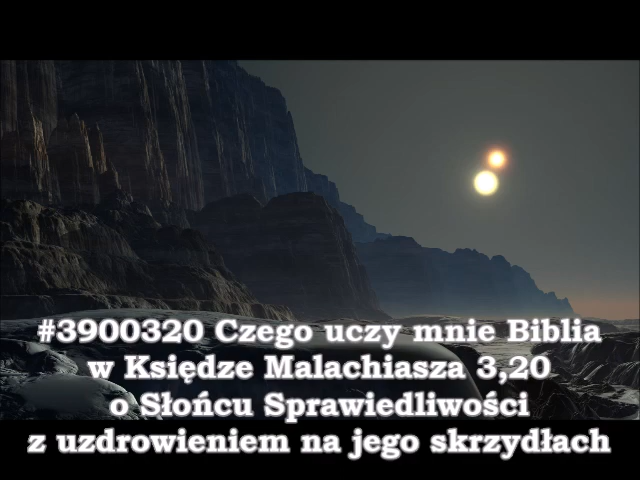 #3900320 Czego uczy mnie Biblia
w Księdze Malachiasza 3,20
o Słońcu Sprawiedliwości
z uzdrowieniem na jego skrzydłach